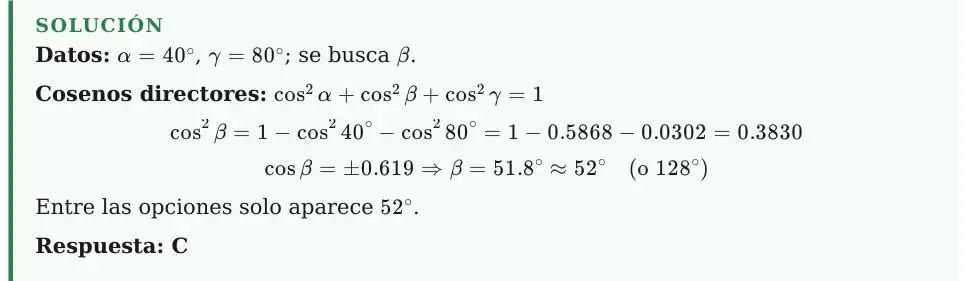 SOLUCIÓN
Datos: α = 40°, γ = 80°; se busca β.
Cosenos directores: cos² α + cos² β + cos² γ = 1
cos² β = 1 − cos² 40° − cos² 80° = 1 − 0.5868 − 0.0302 = 0.3830
cos β = ±0.619 ⇒ β = 51.8° ≈ 52° (o 128°)
Entre las opciones solo aparece 52°.
Respuesta: C